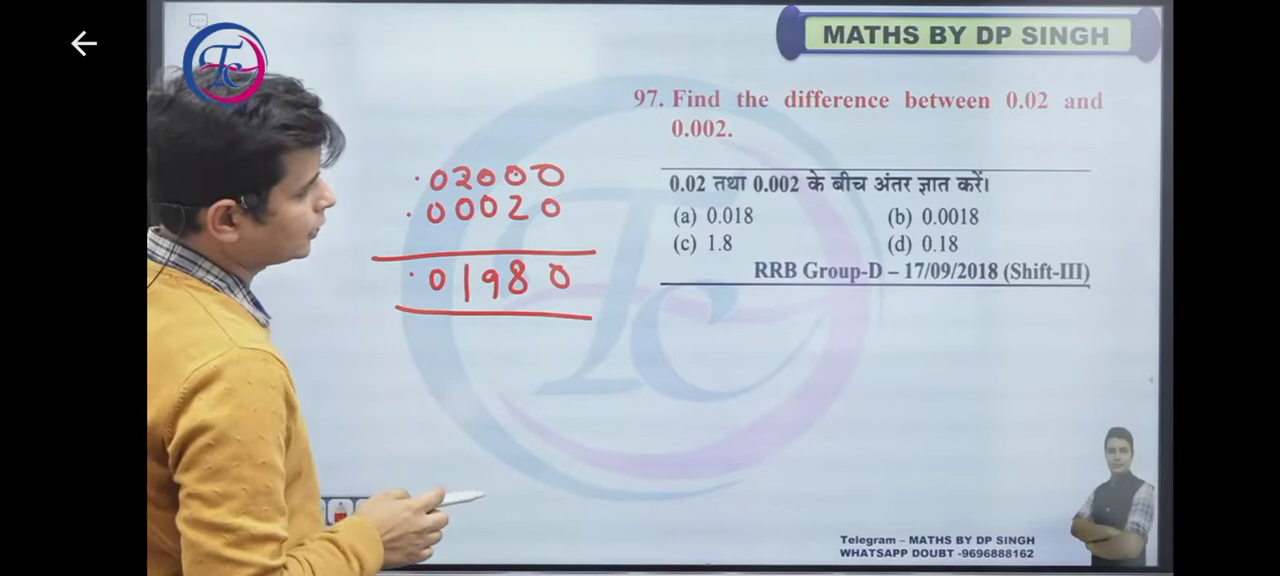 Tc
MATHS BY DP SINGH
97. Find the difference between 0.02 and
0.002.
0.02 तथा 0.002 के बीच अंतर ज्ञात करें।
(a) 0.018 (b) 0.0018
(c) 1.8 (d) 0.18
RRB Group-D – 17/09/2018 (Shift-III)
.02000
.00020
.01980
Telegram – MATHS BY DP SINGH
WHATSAPP DOUBT -9696888162